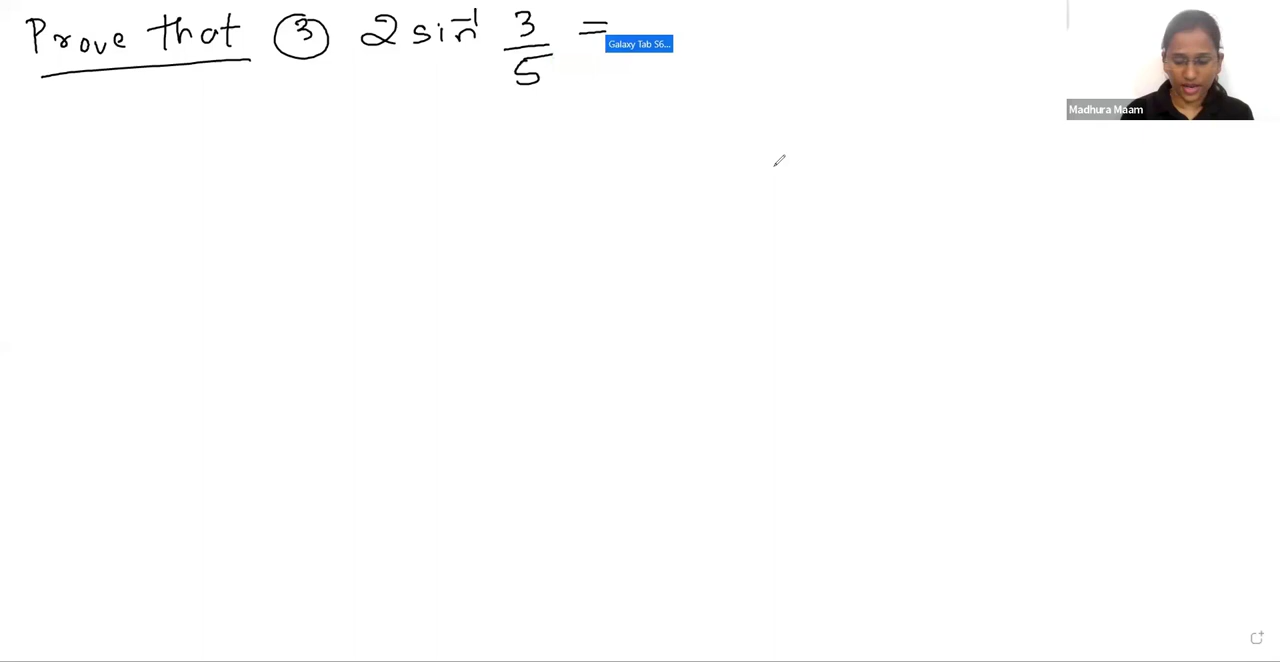 Prove that ③ 2 sin⁻¹ 3/5 =
Galaxy Tab S6...
Madhura Maam